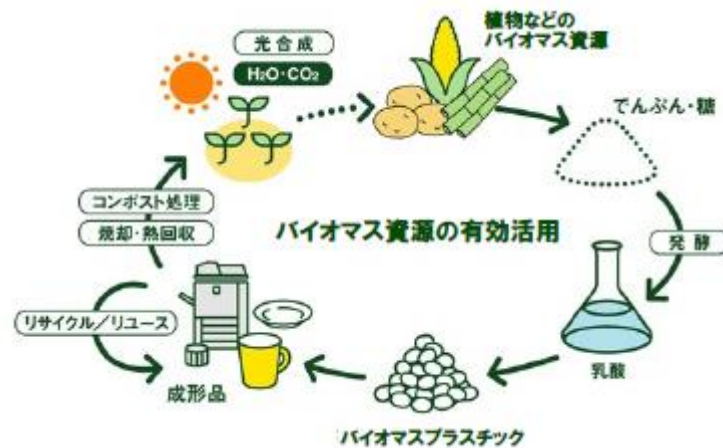 光合成
H₂O・CO₂
植物などの
バイオマス資源
でんぷん・糖
発酵
乳酸
バイオマスプラスチック
成形品
リサイクル／リユース
コンポスト処理
焼却・熱回収
バイオマス資源の有効活用